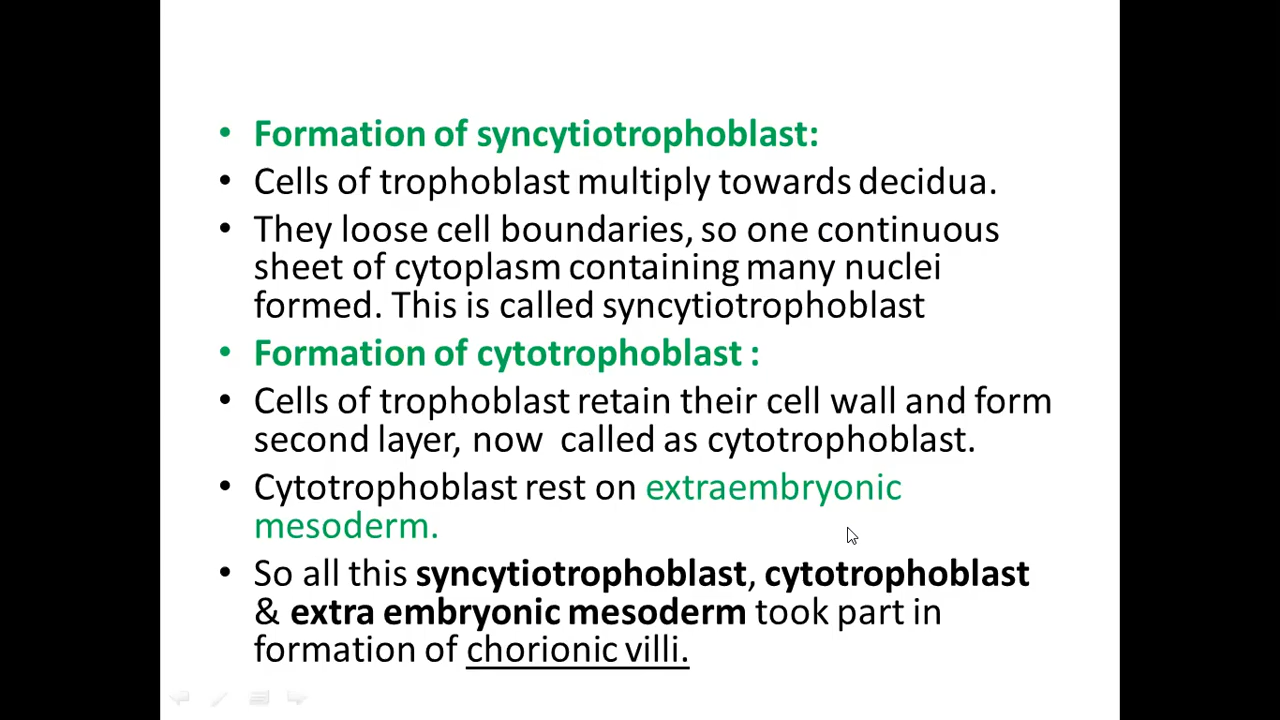 • Formation of syncytiotrophoblast:
• Cells of trophoblast multiply towards decidua.
• They loose cell boundaries, so one continuous
sheet of cytoplasm containing many nuclei
formed. This is called syncytiotrophoblast
• Formation of cytotrophoblast :
• Cells of trophoblast retain their cell wall and form
second layer, now called as cytotrophoblast.
• Cytotrophoblast rest on extraembryonic
mesoderm.
• So all this syncytiotrophoblast, cytotrophoblast
& extra embryonic mesoderm took part in
formation of chorionic villi.